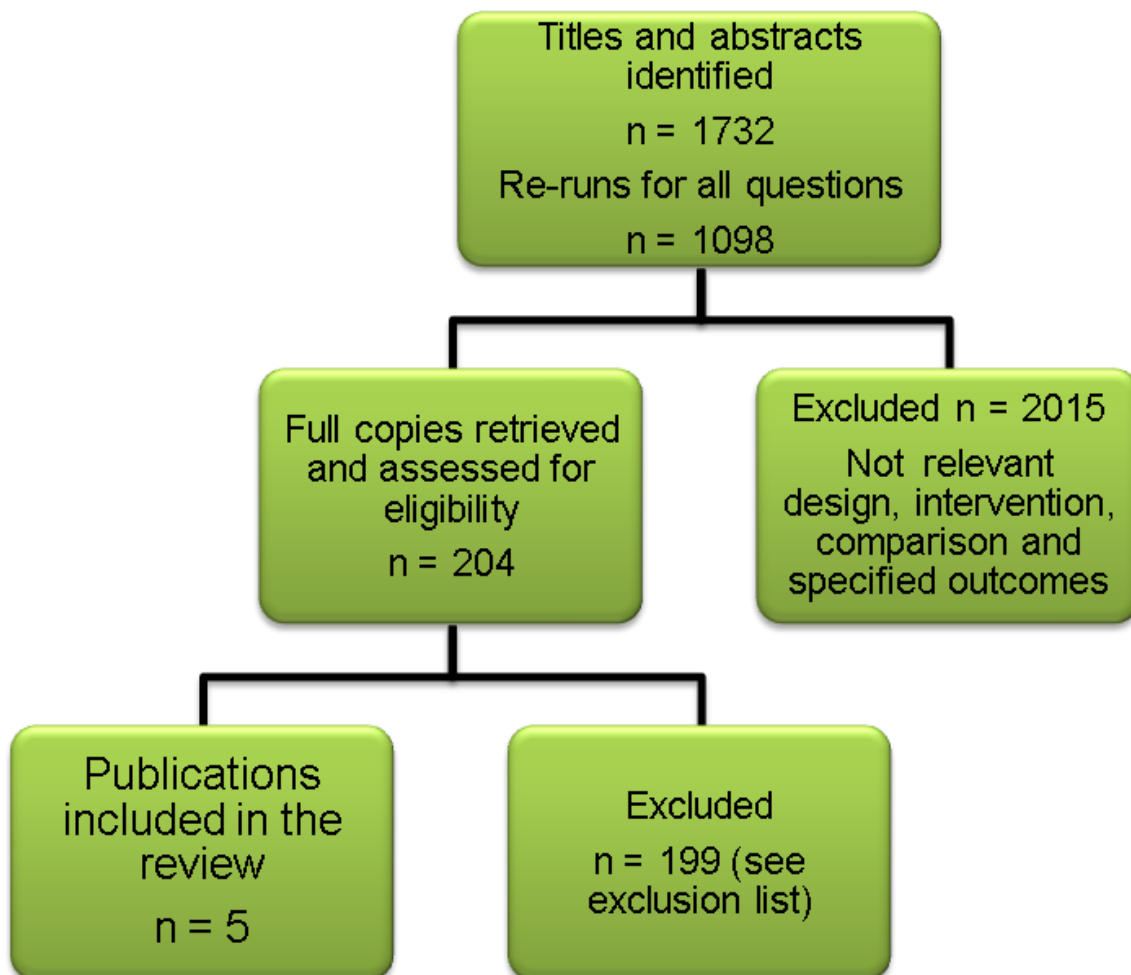 Titles and abstracts
identified
n = 1732
Re-runs for all questions
n = 1098
Full copies retrieved
and assessed for
eligibility
n = 204
Excluded n = 2015
Not relevant
design, intervention,
comparison and
specified outcomes
Publications
included in the
review
n = 5
Excluded
n = 199 (see
exclusion list)